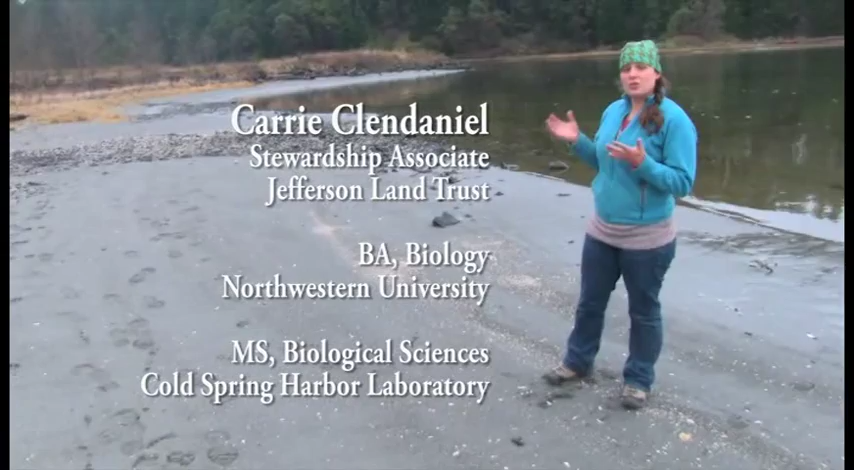 Carrie Clendaniel
Stewardship Associate
Jefferson Land Trust
BA, Biology
Northwestern University
MS, Biological Sciences
Cold Spring Harbor Laboratory